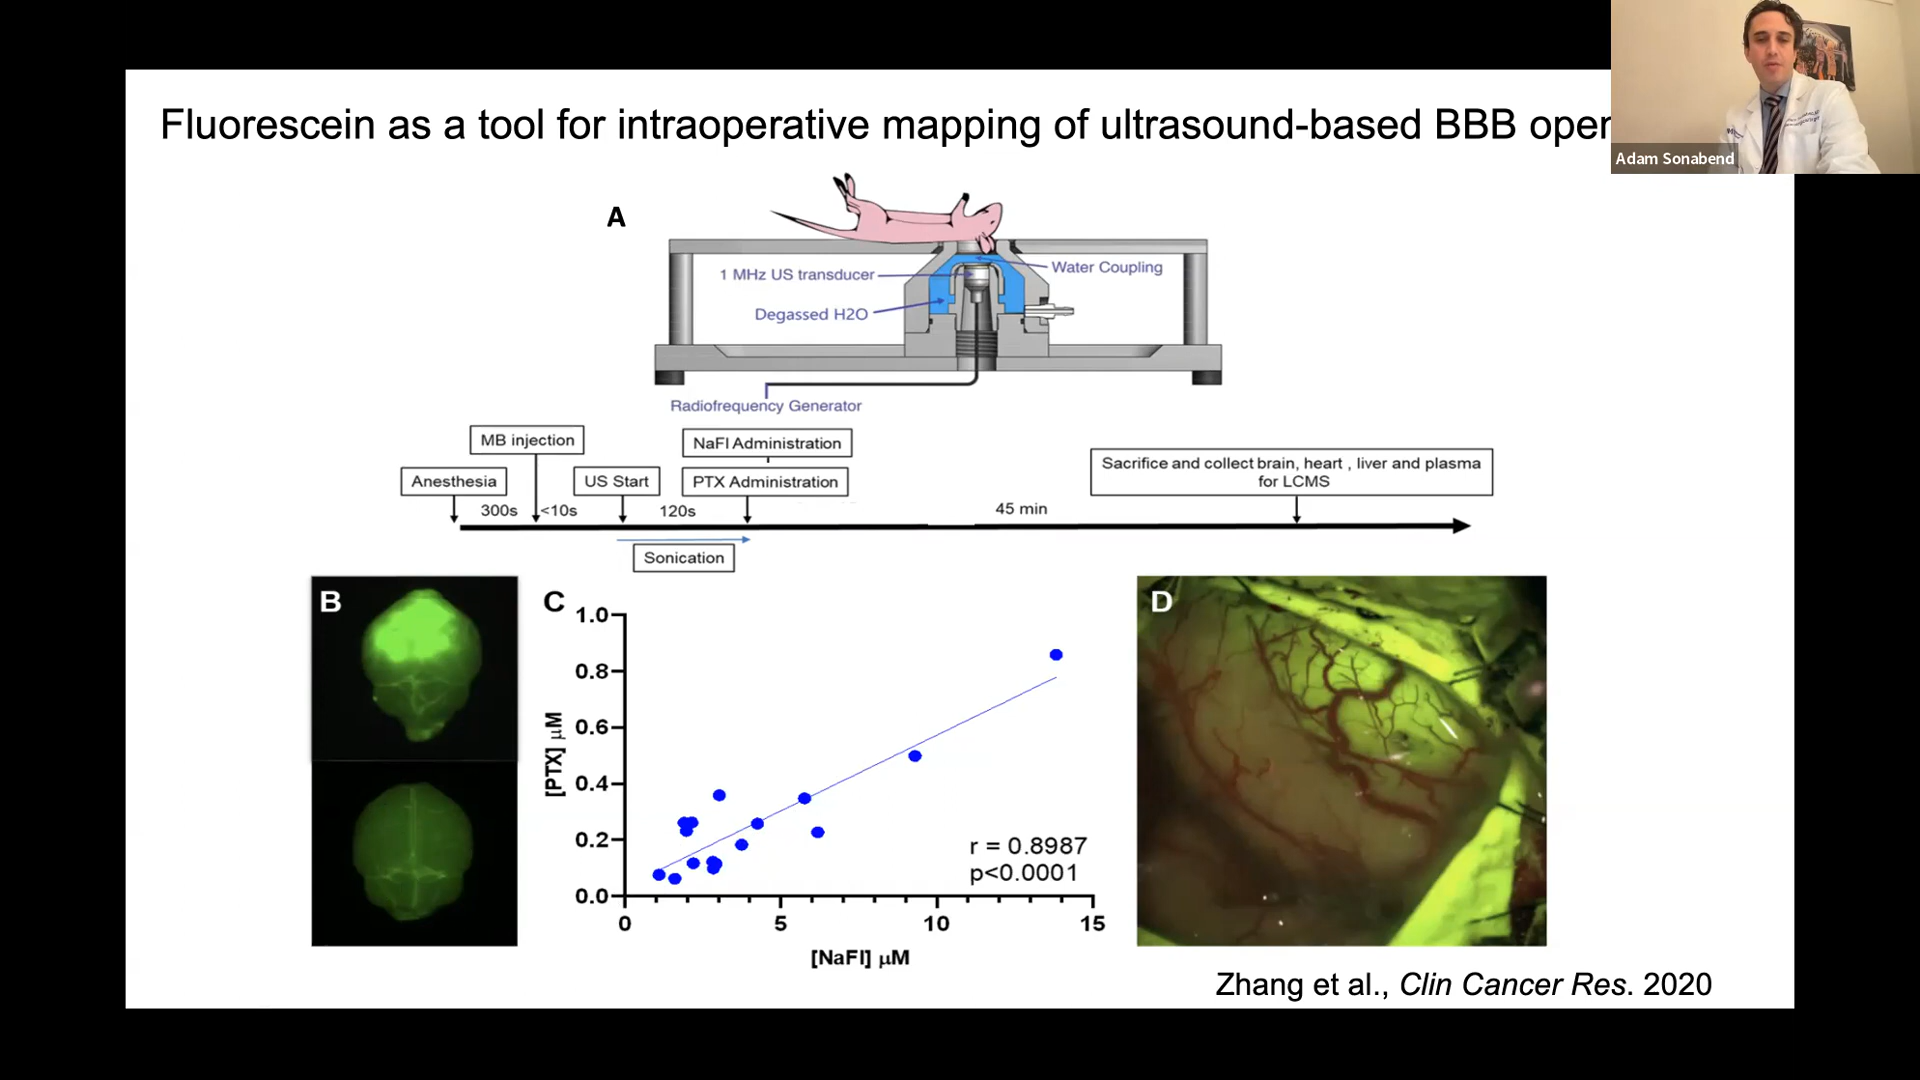 Fluorescein as a tool for intraoperative mapping of ultrasound-based BBB oper
Adam Sonabend
A
1 MHz US transducer
Water Coupling
Degassed H2O
Radiofrequency Generator
MB injection
NaFl Administration
Anesthesia
US Start
PTX Administration
Sacrifice and collect brain, heart , liver and plasma
for LCMS
300s
<10s
120s
45 min
Sonication
B
C
D
1.0
0.8
0.6
0.4
0.2
0.0
[PTX] µM
r = 0.8987
p<0.0001
0
5
10
15
[NaFl] µM
Zhang et al., Clin Cancer Res. 2020